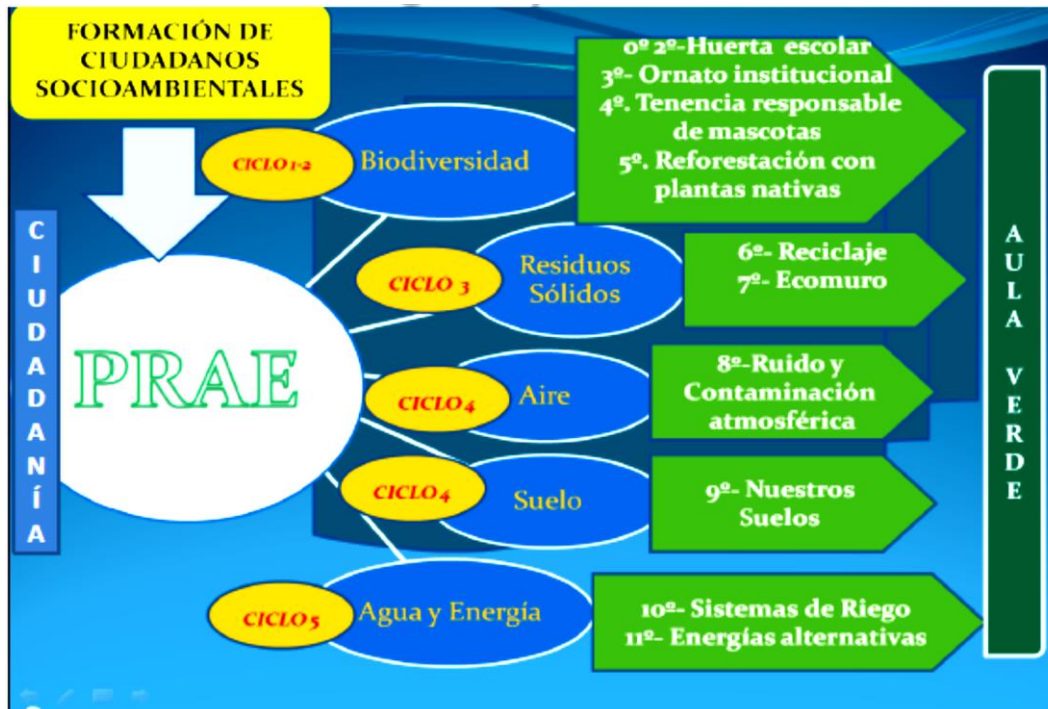 FORMACIÓN DE
CIUDADANOS
SOCIOAMBIENTALES
CIUDADANÍA
PRAE
CICLO 1-2
Biodiversidad
0º 2º-Huerta escolar
3º- Ornato institucional
4º. Tenencia responsable
de mascotas
5º. Reforestación con
plantas nativas
CICLO 3
Residuos
Sólidos
6º- Reciclaje
7º- Ecomuro
CICLO 4
Aire
8º-Ruido y
Contaminación
atmosférica
CICLO 4
Suelo
9º- Nuestros
Suelos
CICLO 5
Agua y Energía
10º- Sistemas de Riego
11º- Energías alternativas
AULA VERDE